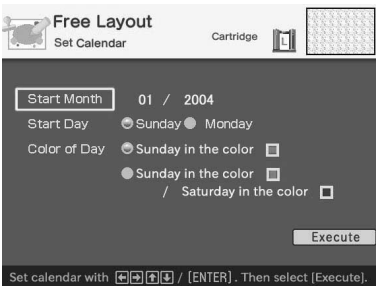 Free Layout
Set Calendar
Cartridge
L
Start Month 01 / 2004
Start Day Sunday Monday
Color of Day Sunday in the color
Sunday in the color
/ Saturday in the color
Execute
Set calendar with ←→↑↓ / [ENTER]. Then select [Execute].